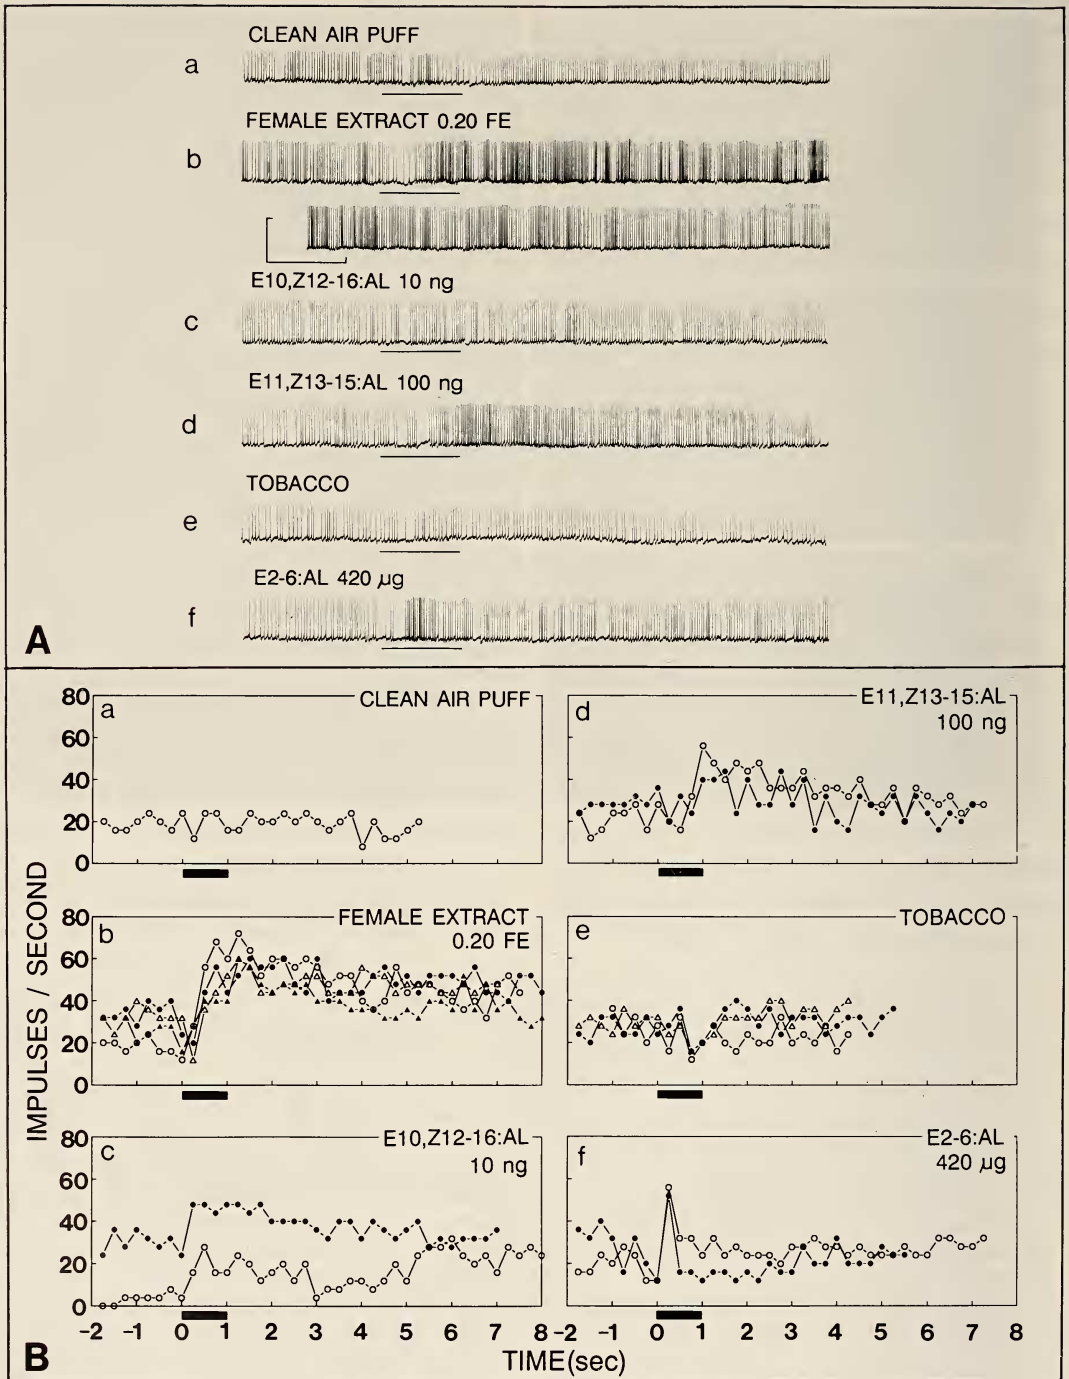 CLEAN AIR PUFF
a
FEMALE EXTRACT 0.20 FE
b
E10,Z12-16:AL 10 ng
c
E11,Z13-15:AL 100 ng
d
TOBACCO
e
E2-6:AL 420 µg
f
A
IMPULSES / SECOND
80
60
40
20
0
a
CLEAN AIR PUFF
d
E11,Z13-15:AL
100 ng
80
60
40
20
0
b
FEMALE EXTRACT
0.20 FE
e
TOBACCO
80
60
40
20
0
c
E10,Z12-16:AL
10 ng
f
E2-6:AL
420 µg
-2 -1 0 1 2 3 4 5 6 7 8
-2 -1 0 1 2 3 4 5 6 7 8
TIME(sec)
B